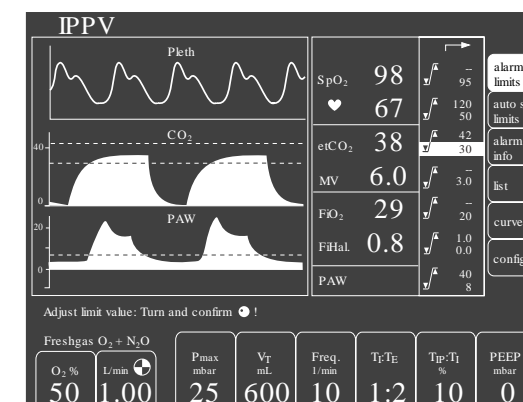 IPPV
Pleth
CO2
40
0
PAW
20
0
SpO2 98 -- 95
67 120 50
etCO2 38 42 30
MV 6.0 -- 3.0
FiO2 29 -- 20
FiHal. 0.8 1.0 0.0
PAW 40 8
alarm
limits
auto s
limits
alarm
info
list
curve
config
Adjust limit value: Turn and confirm !
Freshgas O2 + N2O
O2 % 50
L/min 1.00
Pmax mbar 25
VT mL 600
Freq. l/min 10
TI:TE 1:2
TIP:TI % 10
PEEP mbar 0